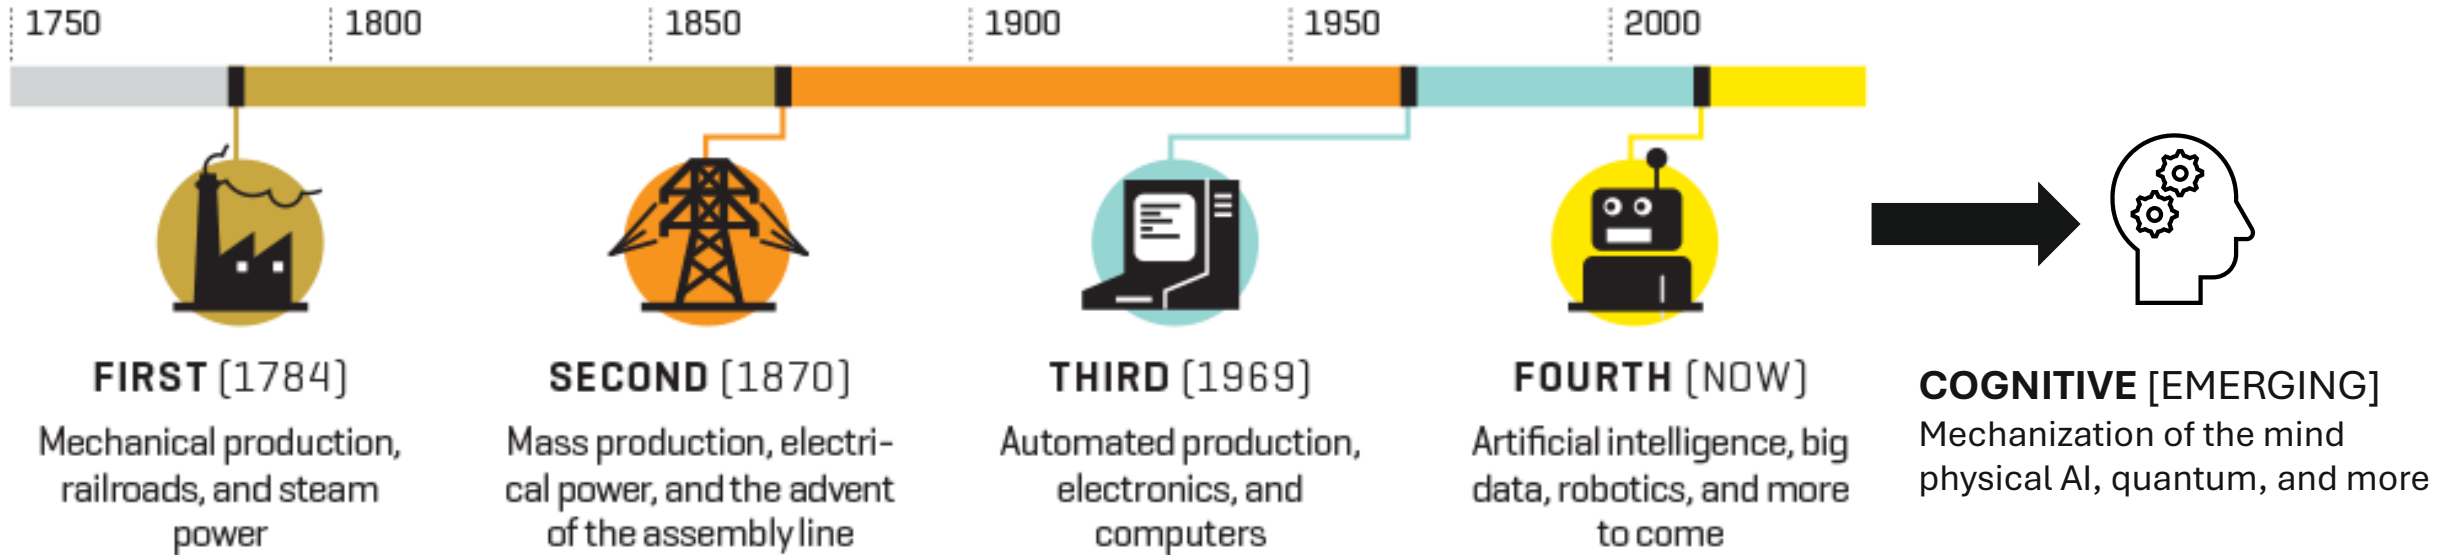 1750
1800
1850
1900
1950
2000
FIRST [1784]
Mechanical production,
railroads, and steam
power
SECOND [1870]
Mass production, electri-
cal power, and the advent
of the assembly line
THIRD [1969]
Automated production,
electronics, and
computers
FOURTH [NOW]
Artificial intelligence, big
data, robotics, and more
to come
COGNITIVE [EMERGING]
Mechanization of the mind
physical AI, quantum, and more